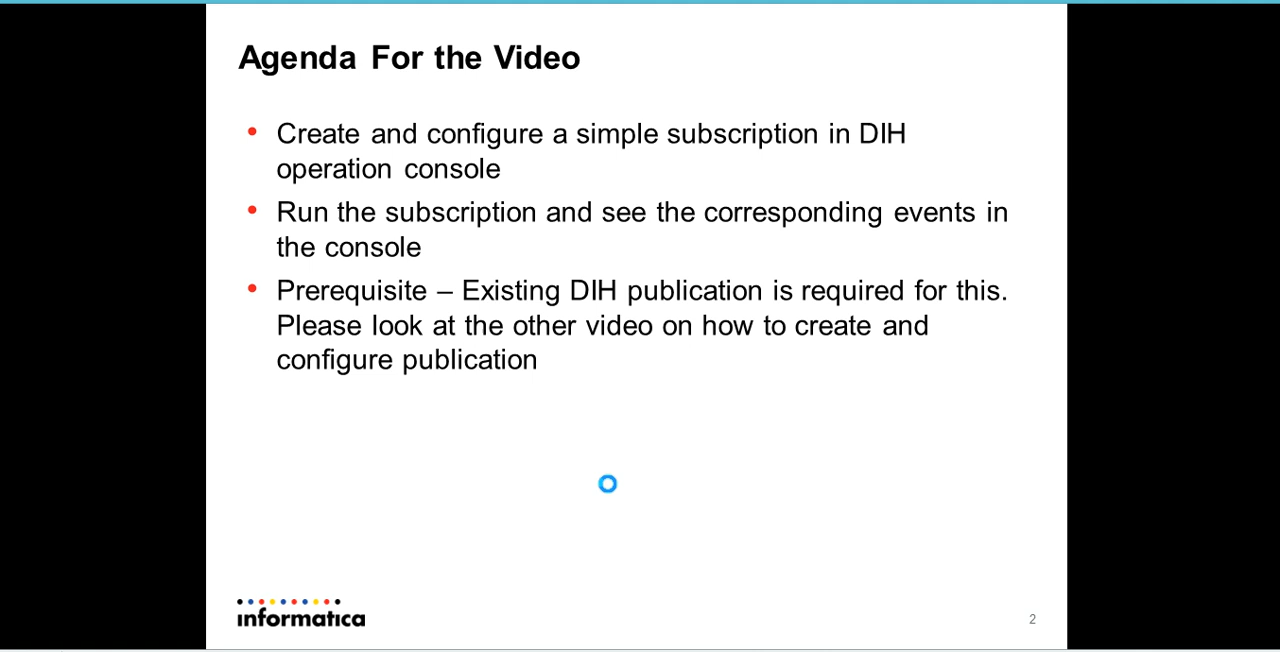 Agenda For the Video
• Create and configure a simple subscription in DIH
operation console
• Run the subscription and see the corresponding events in
the console
• Prerequisite – Existing DIH publication is required for this.
Please look at the other video on how to create and
configure publication
informatica
2